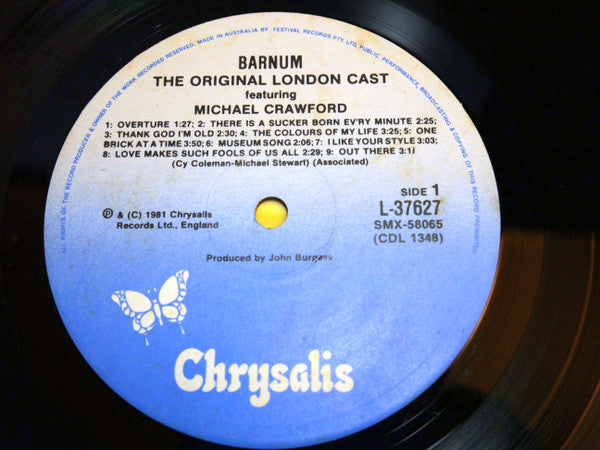 ALL RIGHTS OF THE RECORD PRODUCER & OWNER OF THE WORK RECORDED RESERVED. MADE IN AUSTRALIA BY FESTIVAL RECORDS PTY. LTD. PUBLIC PERFORMANCE, BROADCASTING & COPYING OF THIS RECORD PROHIBITED
BARNUM
THE ORIGINAL LONDON CAST
featuring
MICHAEL CRAWFORD
1: OVERTURE 1:27; 2: THERE IS A SUCKER BORN EV'RY MINUTE 2:25;
3: THANK GOD I'M OLD 2:30; 4: THE COLOURS OF MY LIFE 3:25; 5: ONE
BRICK AT A TIME 3:50; 6: MUSEUM SONG 2:06; 7: I LIKE YOUR STYLE 3:03;
8: LOVE MAKES SUCH FOOLS OF US ALL 2:29; 9: OUT THERE 3:11
(Cy Coleman-Michael Stewart) (Associated)
SIDE 1
L-37627
SMX-58065
(CDL 1348)
℗ & (C) 1981 Chrysalis
Records Ltd., England
Produced by John Burgess
Chrysalis